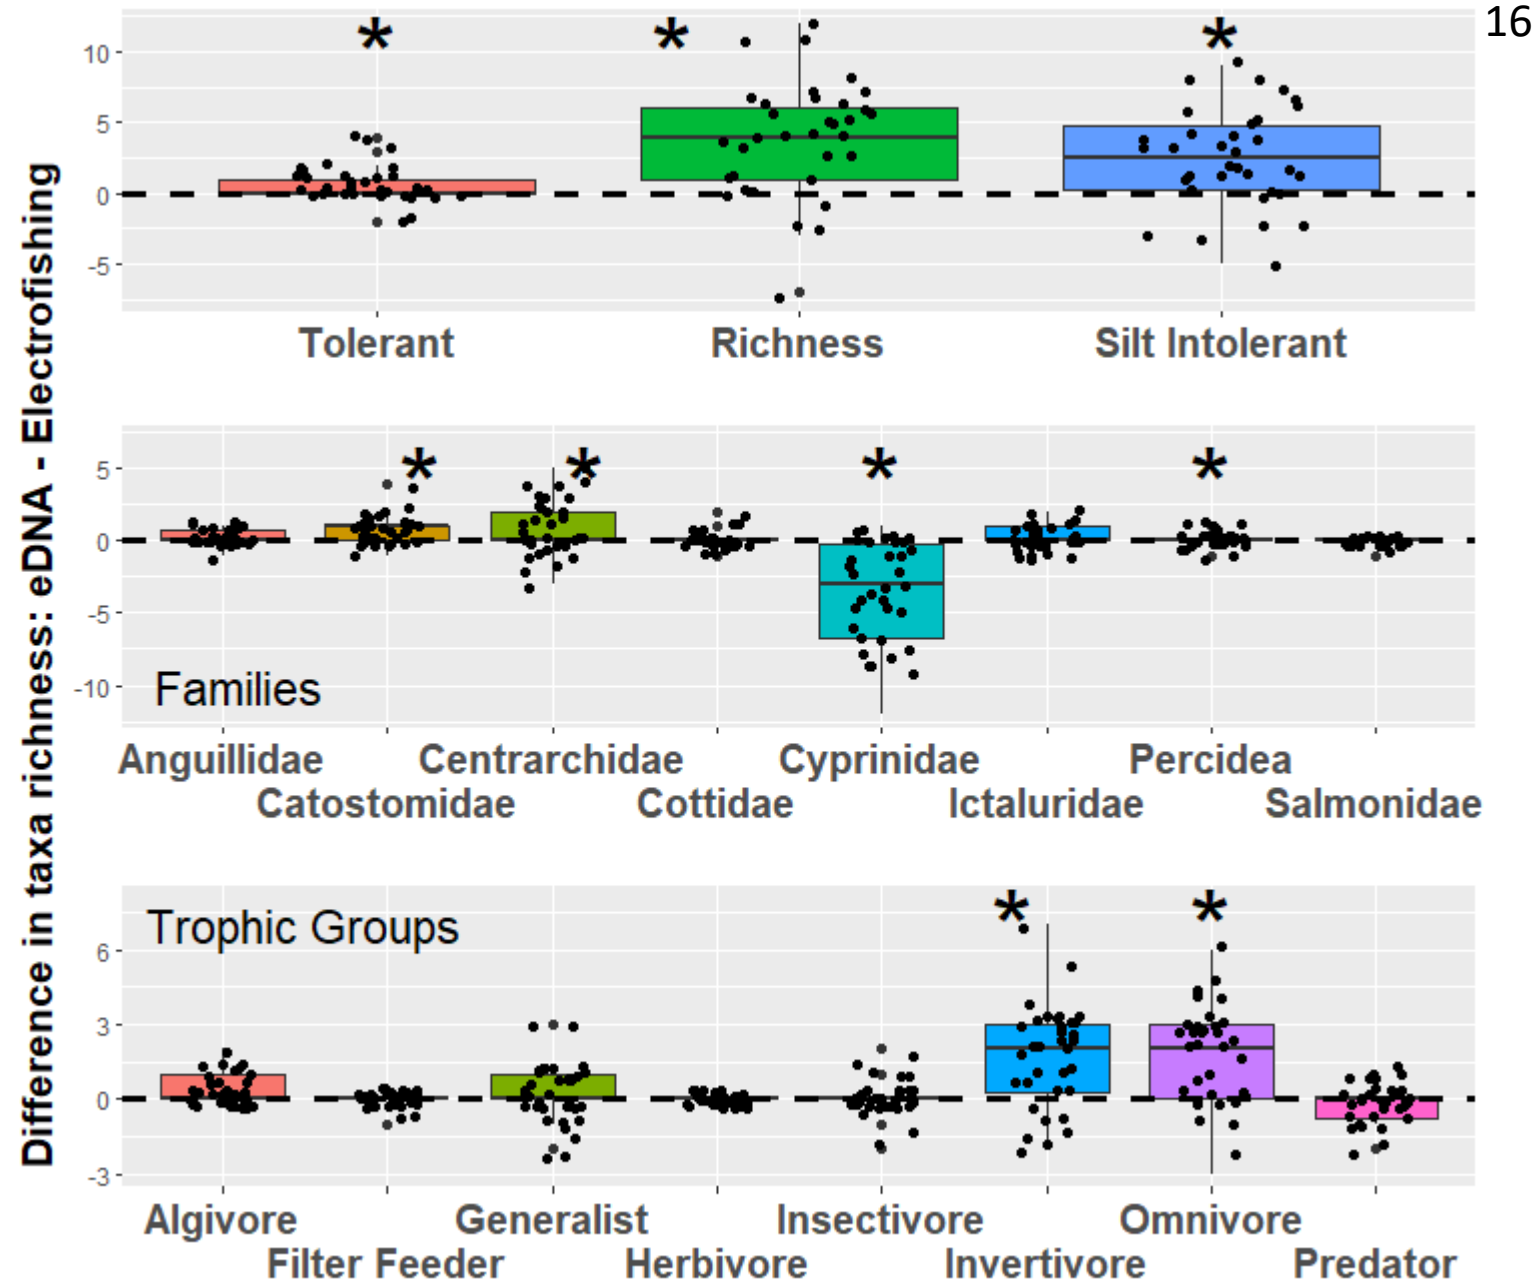 16
Difference in taxa richness: eDNA - Electrofishing
10
5
0
-5
* * *
Tolerant Richness Silt Intolerant
5
0
-5
-10
* * * *
Families
Anguillidae Centrarchidae Cyprinidae Percidea
Catostomidae Cottidae Ictaluridae Salmonidae
Trophic Groups
* *
6
3
0
-3
Algivore Generalist Insectivore Omnivore
Filter Feeder Herbivore Invertivore Predator